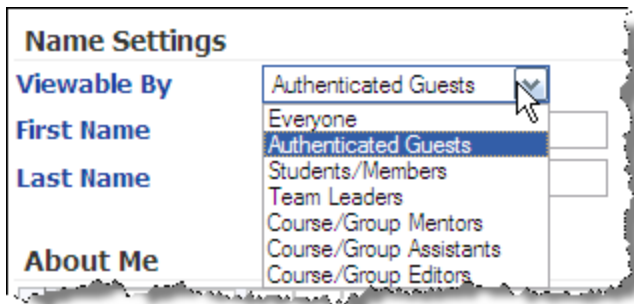 Name Settings
Viewable By
Authenticated Guests
First Name
Last Name
Everyone
Authenticated Guests
Students/Members
Team Leaders
Course/Group Mentors
Course/Group Assistants
Course/Group Editors
About Me